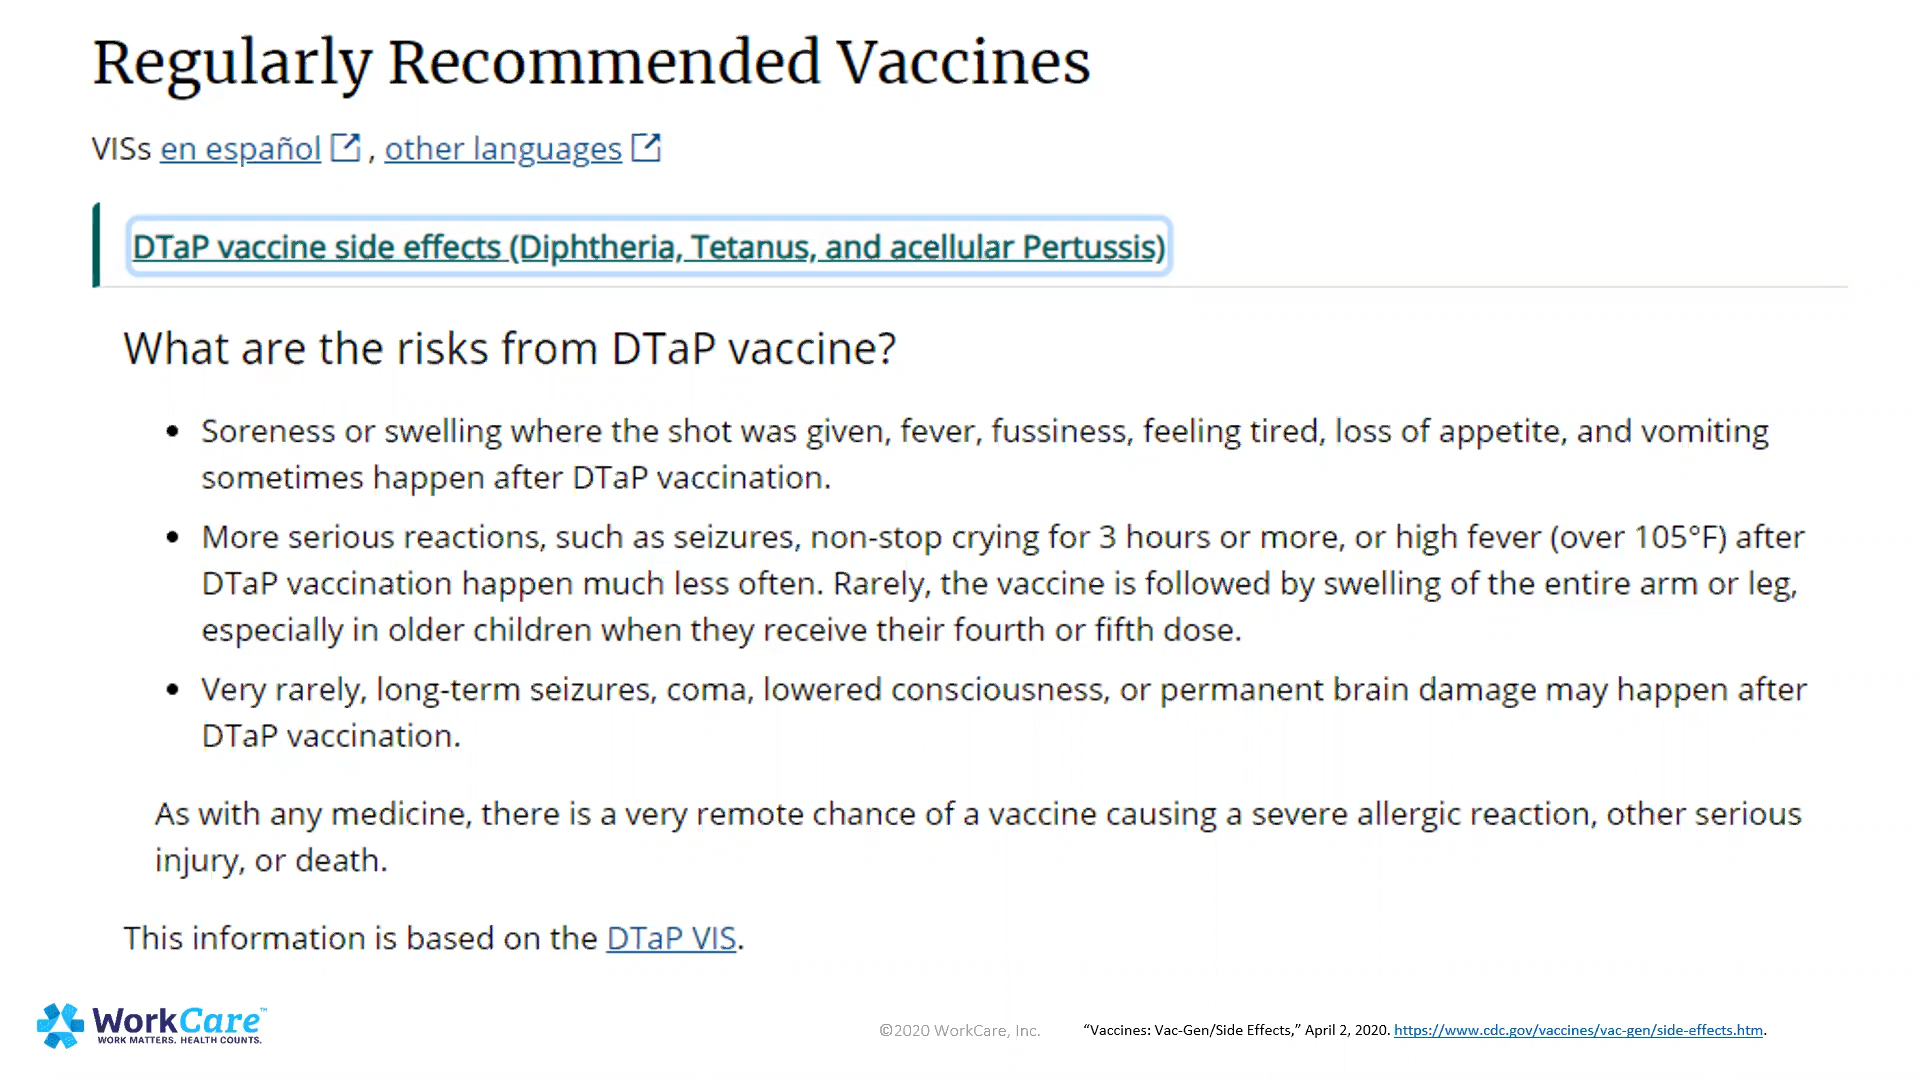 Regularly Recommended Vaccines
VISs en español , other languages
DTaP vaccine side effects (Diphtheria, Tetanus, and acellular Pertussis)
What are the risks from DTaP vaccine?
• Soreness or swelling where the shot was given, fever, fussiness, feeling tired, loss of appetite, and vomiting
sometimes happen after DTaP vaccination.
• More serious reactions, such as seizures, non-stop crying for 3 hours or more, or high fever (over 105°F) after
DTaP vaccination happen much less often. Rarely, the vaccine is followed by swelling of the entire arm or leg,
especially in older children when they receive their fourth or fifth dose.
• Very rarely, long-term seizures, coma, lowered consciousness, or permanent brain damage may happen after
DTaP vaccination.
As with any medicine, there is a very remote chance of a vaccine causing a severe allergic reaction, other serious
injury, or death.
This information is based on the DTaP VIS.
WorkCare™
WORK MATTERS. HEALTH COUNTS.
©2020 WorkCare, Inc.
“Vaccines: Vac-Gen/Side Effects,” April 2, 2020. https://www.cdc.gov/vaccines/vac-gen/side-effects.htm.